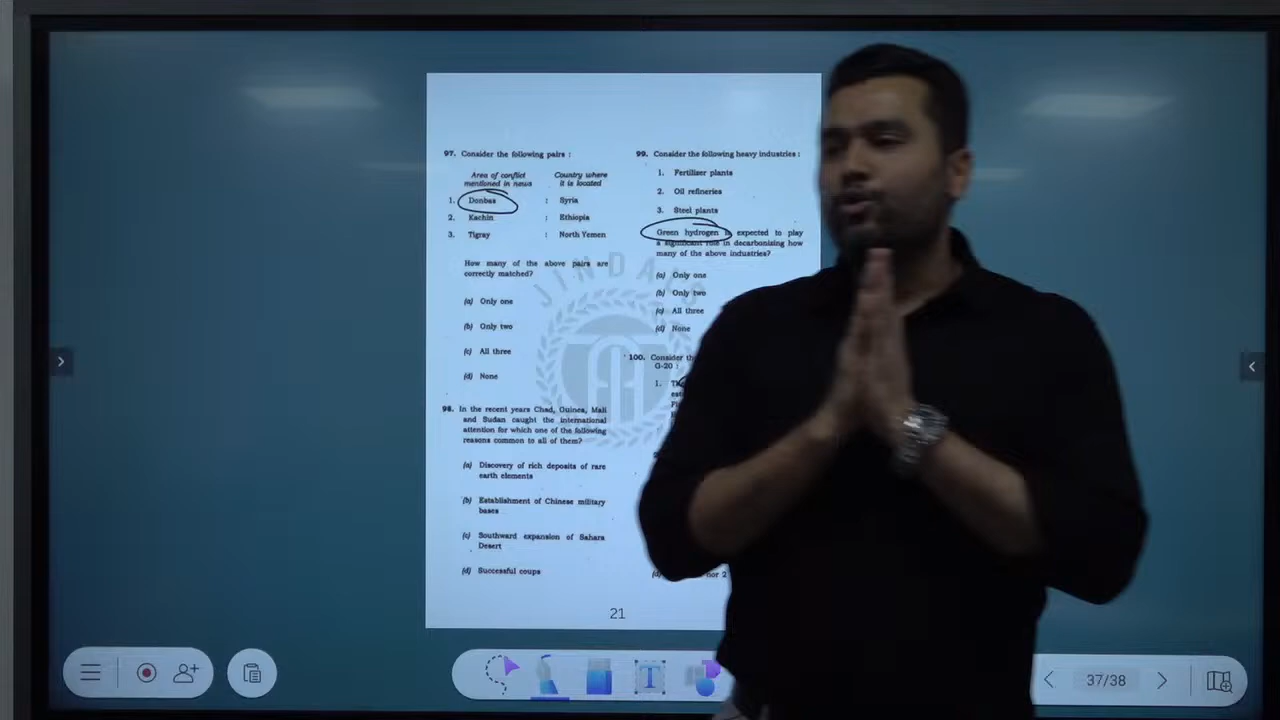 97. Consider the following pairs :
Area of conflict mentioned in news
Country where it is located
1. Donbas : Syria
2. Kachin : Ethiopia
3. Tigray : North Yemen
How many of the above pairs are
correctly matched?
(a) Only one
(b) Only two
(c) All three
(d) None
98. In the recent years Chad, Guinea, Mali
and Sudan caught the international
attention for which one of the following
reasons common to all of them?
(a) Discovery of rich deposits of rare
earth elements
(b) Establishment of Chinese military
bases
(c) Southward expansion of Sahara
Desert
(d) Successful coups
99. Consider the following heavy industries :
1. Fertilizer plants
2. Oil refineries
3. Steel plants
Green hydrogen is expected to play
a significant role in decarbonizing how
many of the above industries?
(a) Only one
(b) Only two
(c) All three
(d) None
100. Consider the
G-20 :
1.
nor 2
21
T
37/38